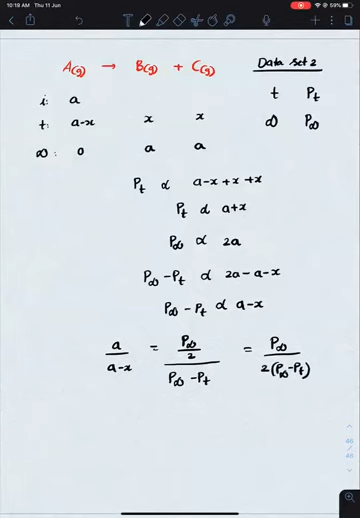 10:19 AM Thu 11 Jun
A(g) → B(g) + C(g)
Data set 2
i: a
t Pt
t: a-x x x
∞ P∞
∞: 0 a a
Pt ∝ a-x+x+x
Pt ∝ a+x
P∞ ∝ 2a
P∞ - Pt ∝ 2a-a-x
P∞ - Pt ∝ a-x
a/(a-x) = (P∞/2)/(P∞ - Pt) = P∞/2(P∞-Pt)
46
46